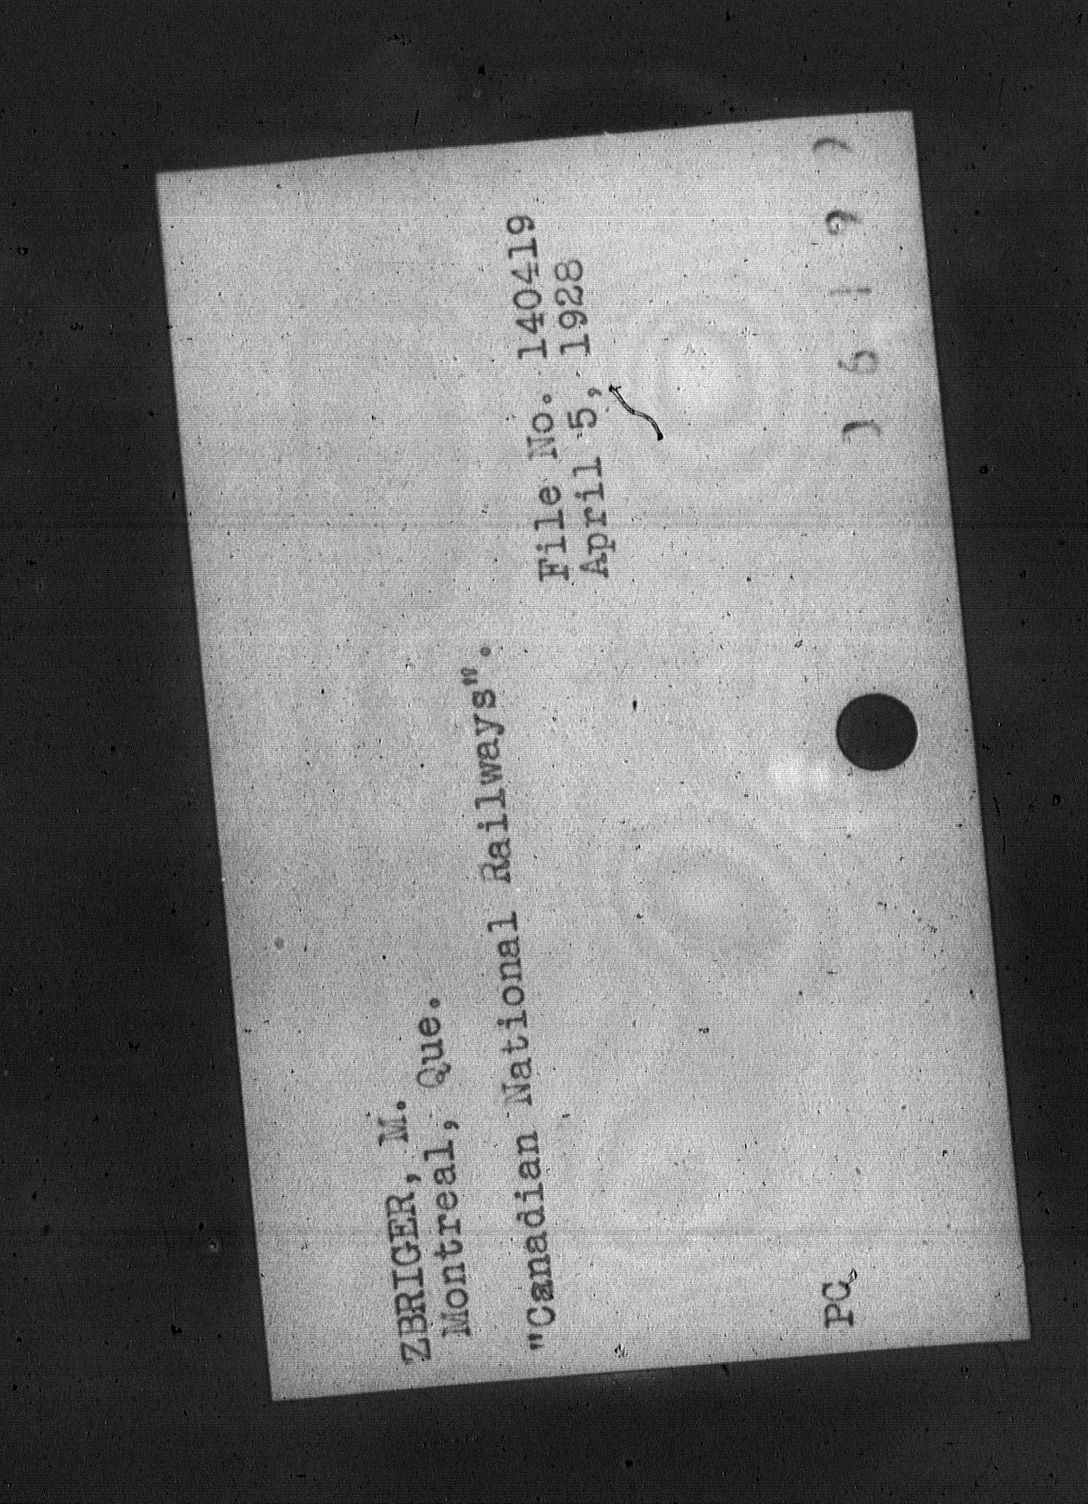 ZBRIGER, M.
Montreal, Que.
"Canadian National Railways".
File No. 140419
April 5, 1928
PC